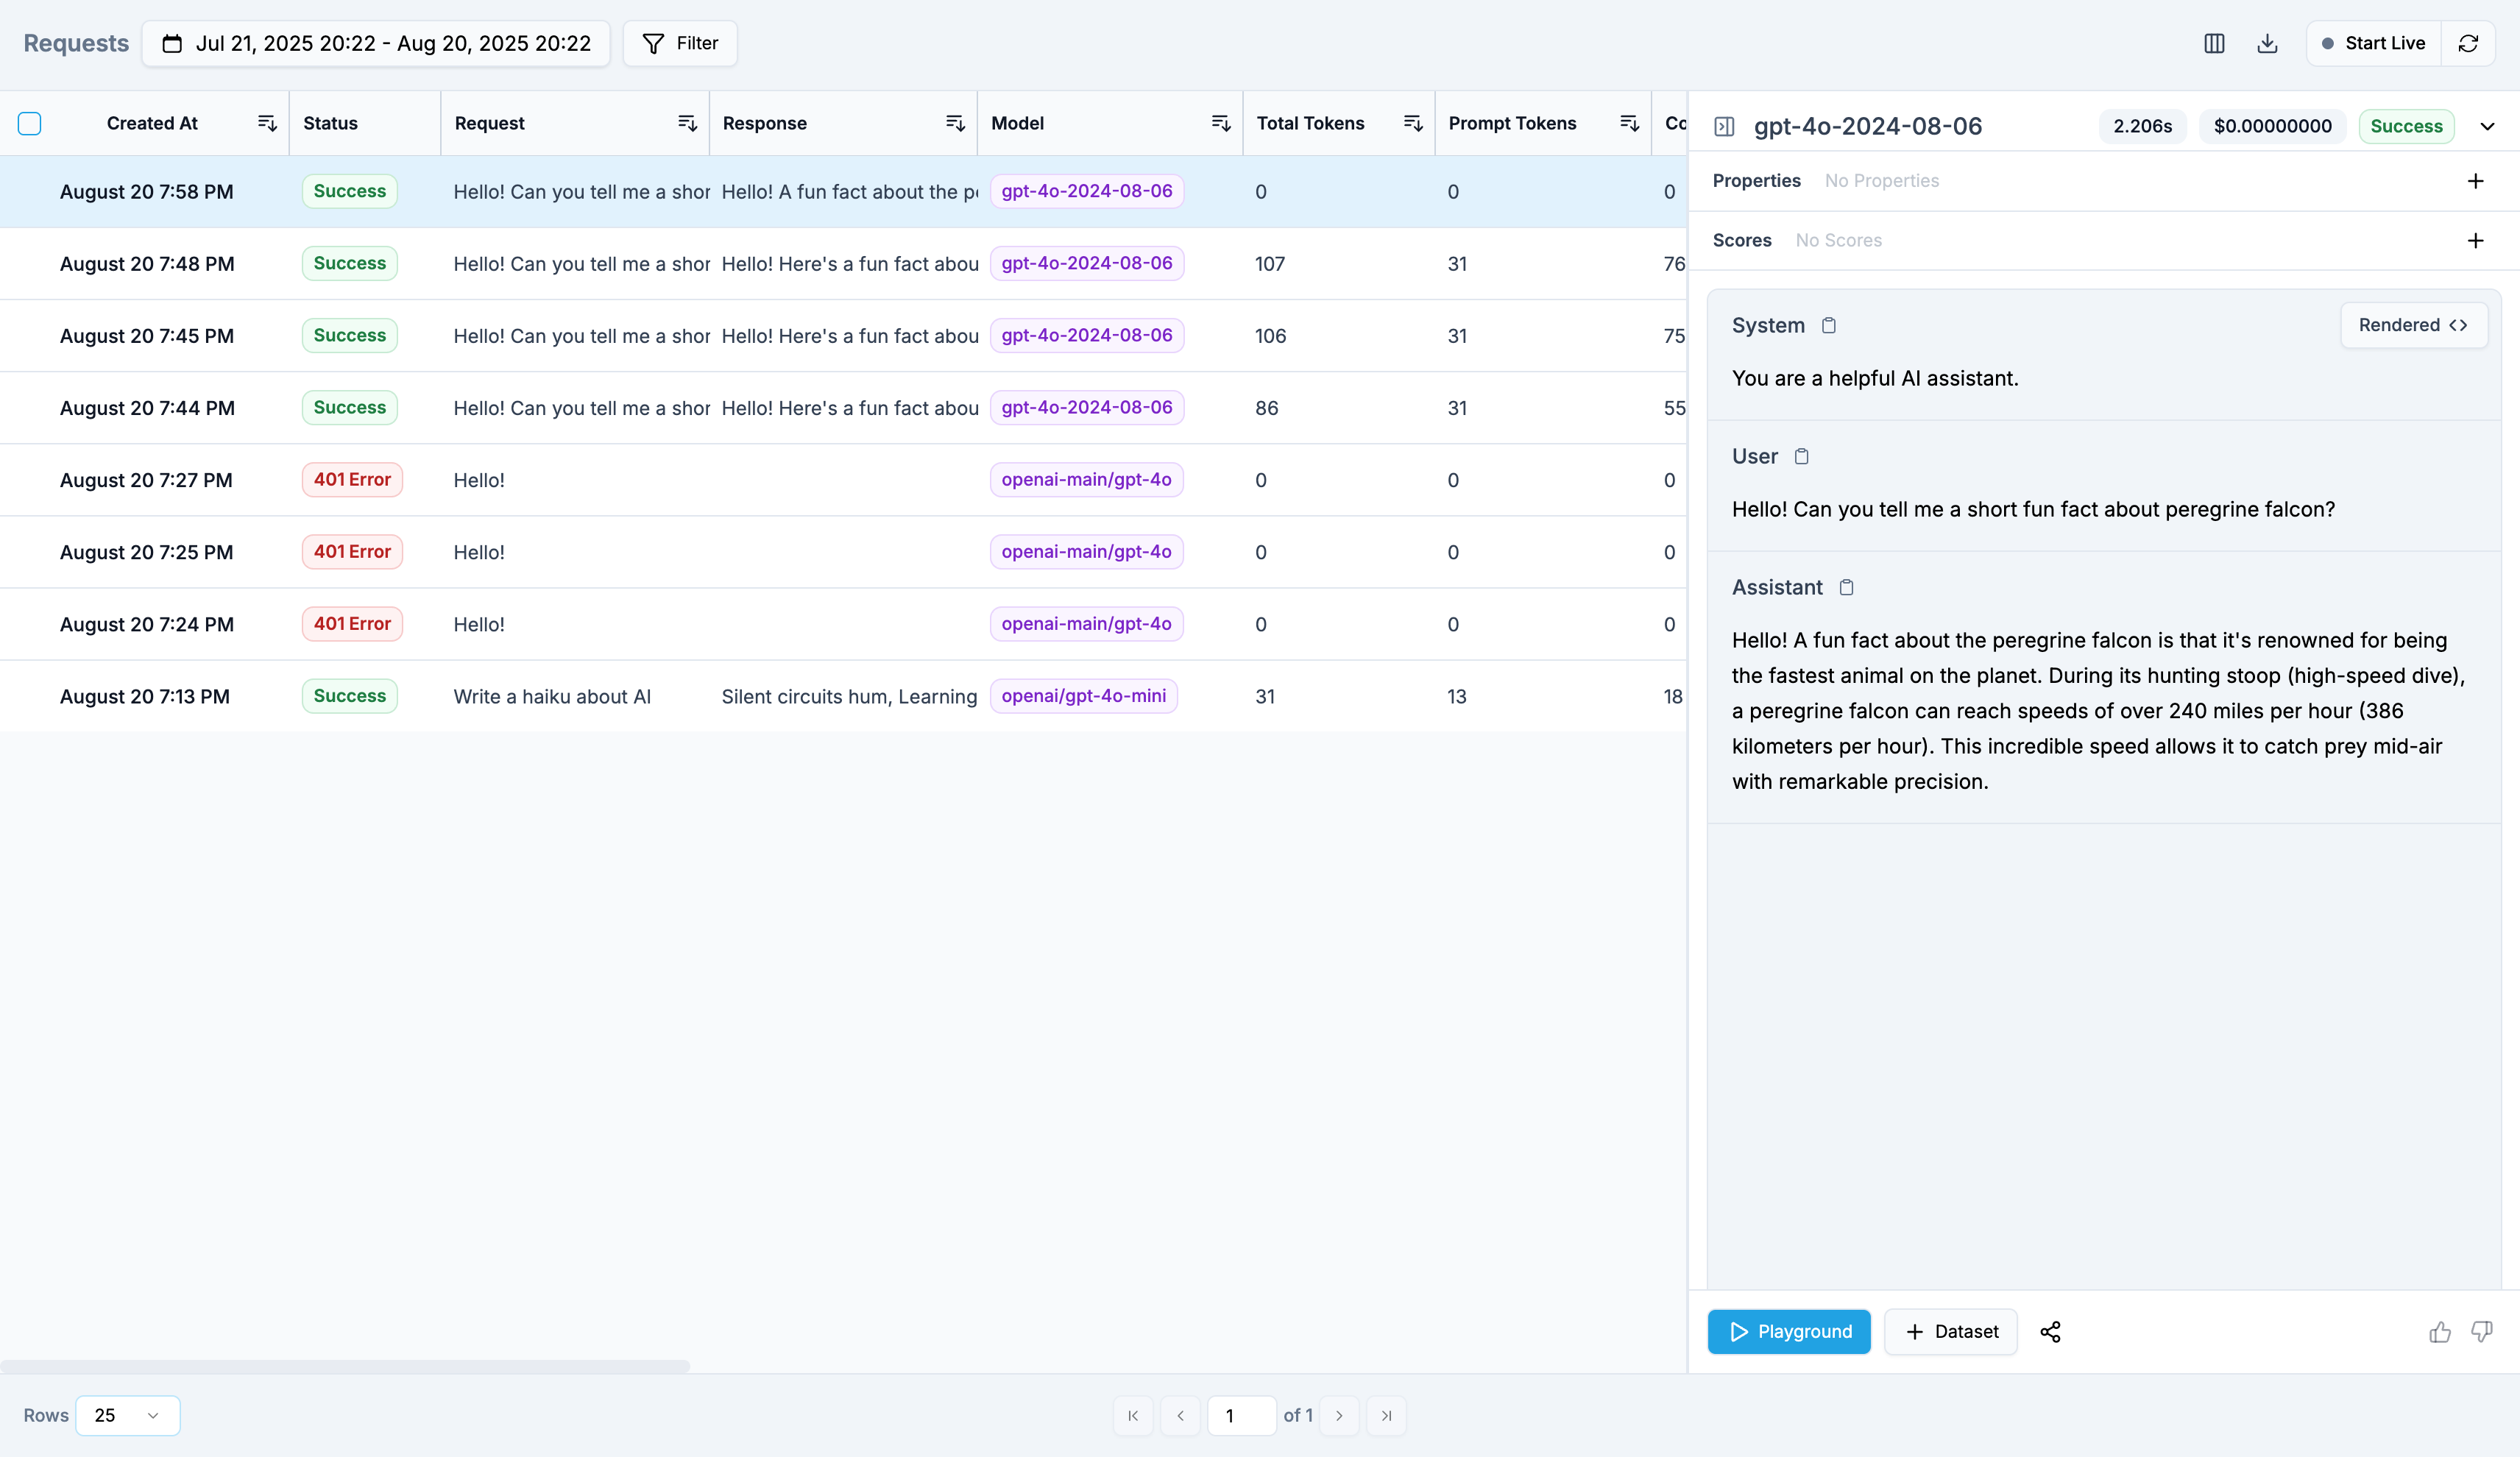 Requests
Jul 21, 2025 20:22 - Aug 20, 2025 20:22
Filter
Start Live
Created At Status Request Response Model Total Tokens Prompt Tokens Co
August 20 7:58 PM Success Hello! Can you tell me a shor Hello! A fun fact about the pe gpt-4o-2024-08-06 0 0 0
August 20 7:48 PM Success Hello! Can you tell me a shor Hello! Here's a fun fact abou gpt-4o-2024-08-06 107 31 76
August 20 7:45 PM Success Hello! Can you tell me a shor Hello! Here's a fun fact abou gpt-4o-2024-08-06 106 31 75
August 20 7:44 PM Success Hello! Can you tell me a shor Hello! Here's a fun fact abou gpt-4o-2024-08-06 86 31 55
August 20 7:27 PM 401 Error Hello! openai-main/gpt-4o 0 0 0
August 20 7:25 PM 401 Error Hello! openai-main/gpt-4o 0 0 0
August 20 7:24 PM 401 Error Hello! openai-main/gpt-4o 0 0 0
August 20 7:13 PM Success Write a haiku about AI Silent circuits hum, Learning openai/gpt-4o-mini 31 13 18
gpt-4o-2024-08-06 2.206s $0.00000000 Success
Properties No Properties
Scores No Scores
System
Rendered
You are a helpful AI assistant.
User
Hello! Can you tell me a short fun fact about peregrine falcon?
Assistant
Hello! A fun fact about the peregrine falcon is that it's renowned for being
the fastest animal on the planet. During its hunting stoop (high-speed dive),
a peregrine falcon can reach speeds of over 240 miles per hour (386
kilometers per hour). This incredible speed allows it to catch prey mid-air
with remarkable precision.
Playground
Dataset
Rows 25
1 of 1